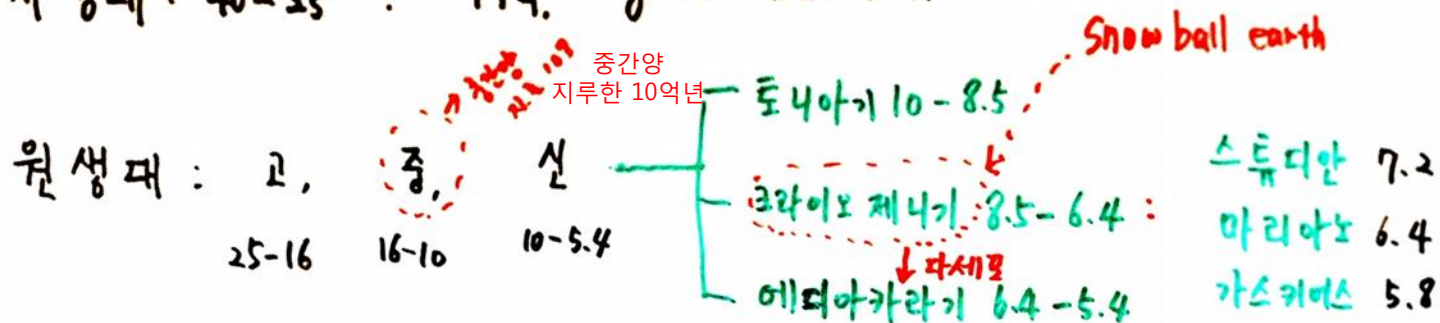 40-25
Snow ball earth
중간양
지루한 10억년
토니아기 10-8.5
원생대 : 고, 중, 신
크라이오제니기 8.5-6.4 :
스튜디안 7.2
마리아노 6.4
25-16 16-10 10-5.4
다세포
에디아카라기 6.4-5.4
가스키어스 5.8